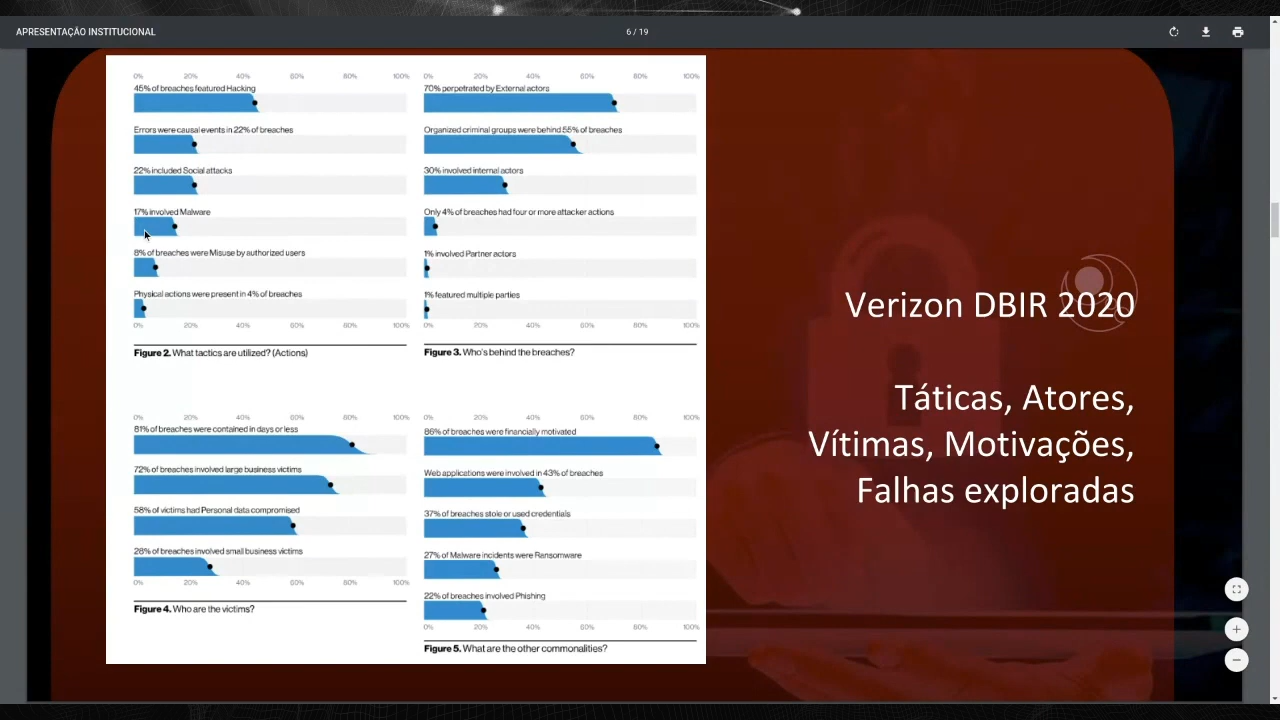 APRESENTAÇÃO INSTITUCIONAL
6 / 19
0% 20% 40% 60% 80% 100%
45% of breaches featured Hacking
Errors were causal events in 22% of breaches
22% included Social attacks
17% involved Malware
8% of breaches were Misuse by authorized users
Physical actions were present in 4% of breaches
0% 20% 40% 60% 80% 100%
Figure 2. What tactics are utilized? (Actions)
0% 20% 40% 60% 80% 100%
70% perpetrated by External actors
Organized criminal groups were behind 55% of breaches
30% involved internal actors
Only 4% of breaches had four or more attacker actions
1% involved Partner actors
1% featured multiple parties
0% 20% 40% 60% 80% 100%
Figure 3. Who's behind the breaches?
0% 20% 40% 60% 80% 100%
81% of breaches were contained in days or less
72% of breaches involved large business victims
58% of victims had Personal data compromised
28% of breaches involved small business victims
0% 20% 40% 60% 80% 100%
Figure 4. Who are the victims?
0% 20% 40% 60% 80% 100%
86% of breaches were financially motivated
Web applications were involved in 43% of breaches
37% of breaches stole or used credentials
27% of Malware incidents were Ransomware
22% of breaches involved Phishing
0% 20% 40% 60% 80% 100%
Figure 5. What are the other commonalities?
Verizon DBIR 2020
Táticas, Atores,
Vítimas, Motivações,
Falhas exploradas